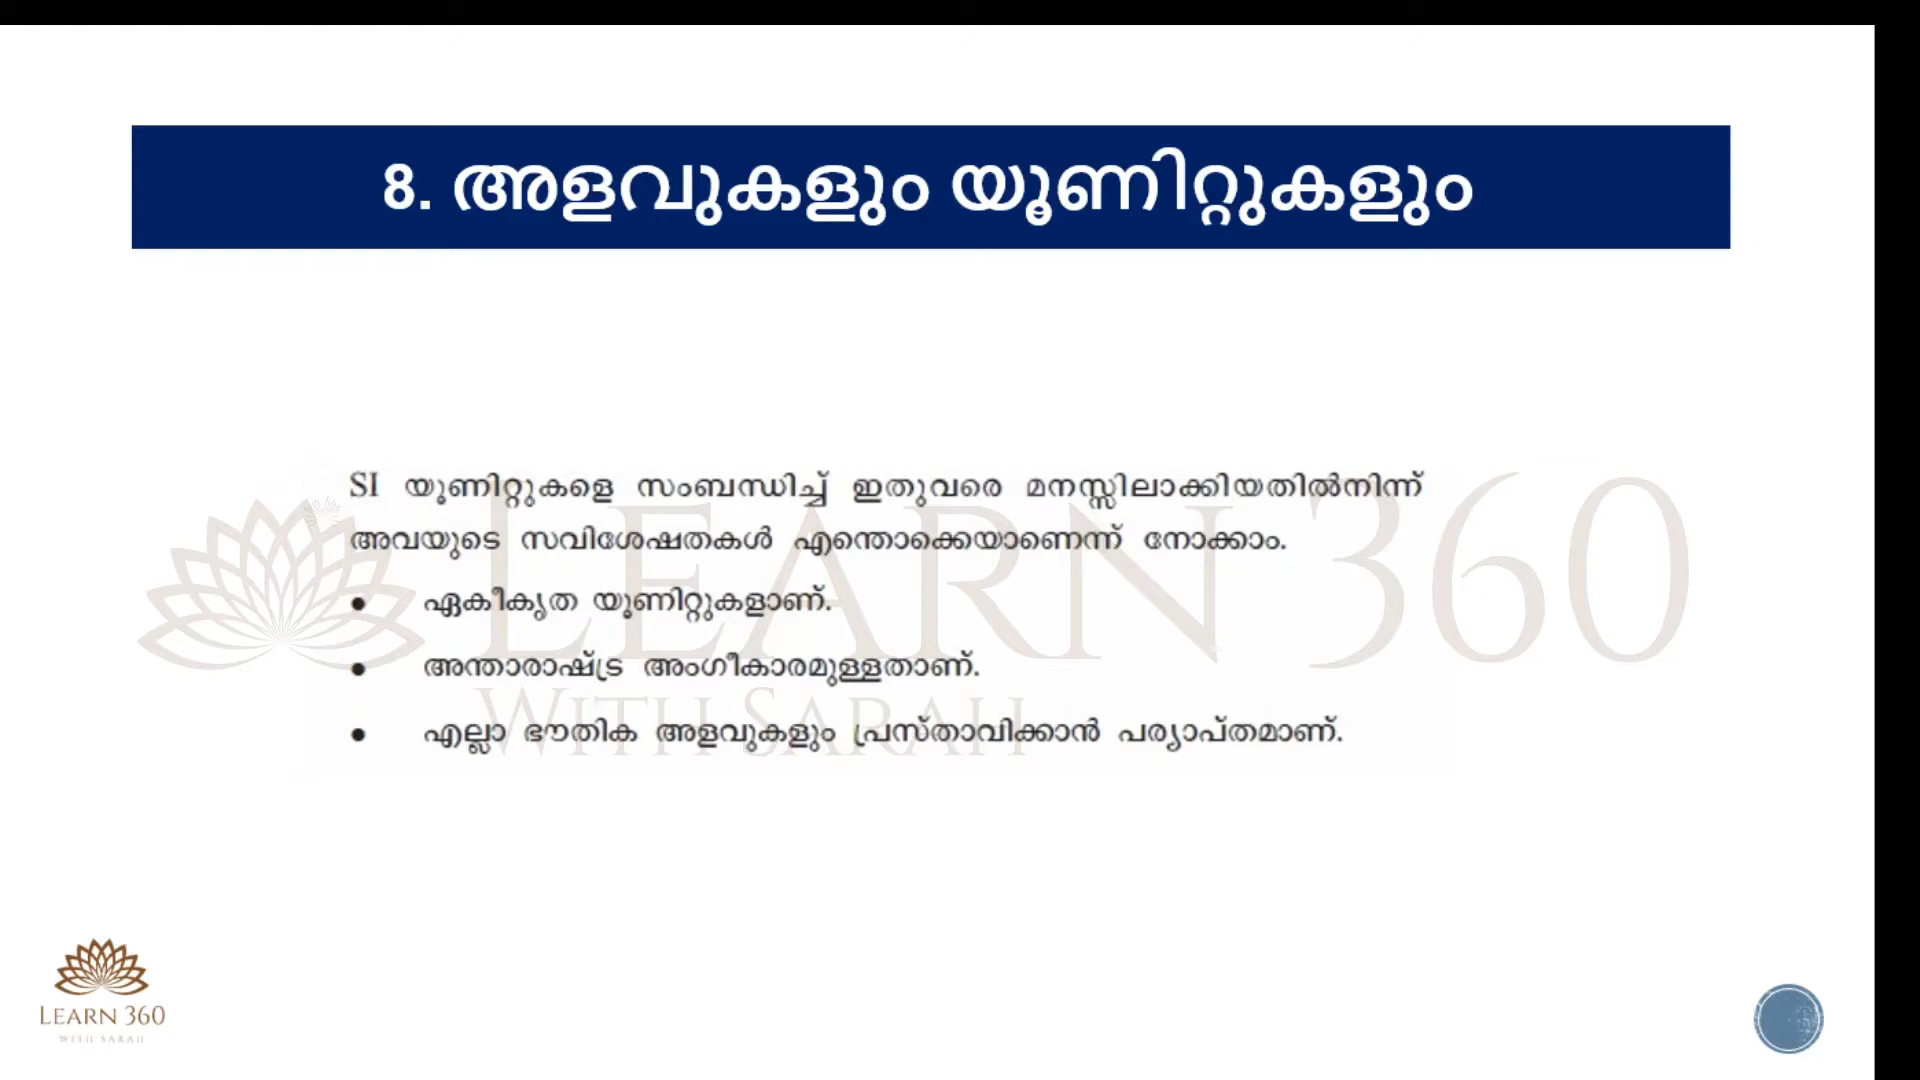 8. അളവുകളും യൂണിറ്റുകളും
SI യൂണിറ്റുകളെ സംബന്ധിച്ച് ഇതുവരെ മനസ്സിലാക്കിയതിൽനിന്ന്
അവയുടെ സവിശേഷതകൾ എന്തൊക്കെയാണെന്ന് നോക്കാം.
● ഏകീകൃത യൂണിറ്റുകളാണ്.
● അന്താരാഷ്ട്ര അംഗീകാരമുള്ളതാണ്.
● എല്ലാ ഭൗതിക അളവുകളും പ്രസ്താവിക്കാൻ പര്യാപ്തമാണ്.
LEARN 360
WITH SARAH
LEARN 360
WITH SARAH